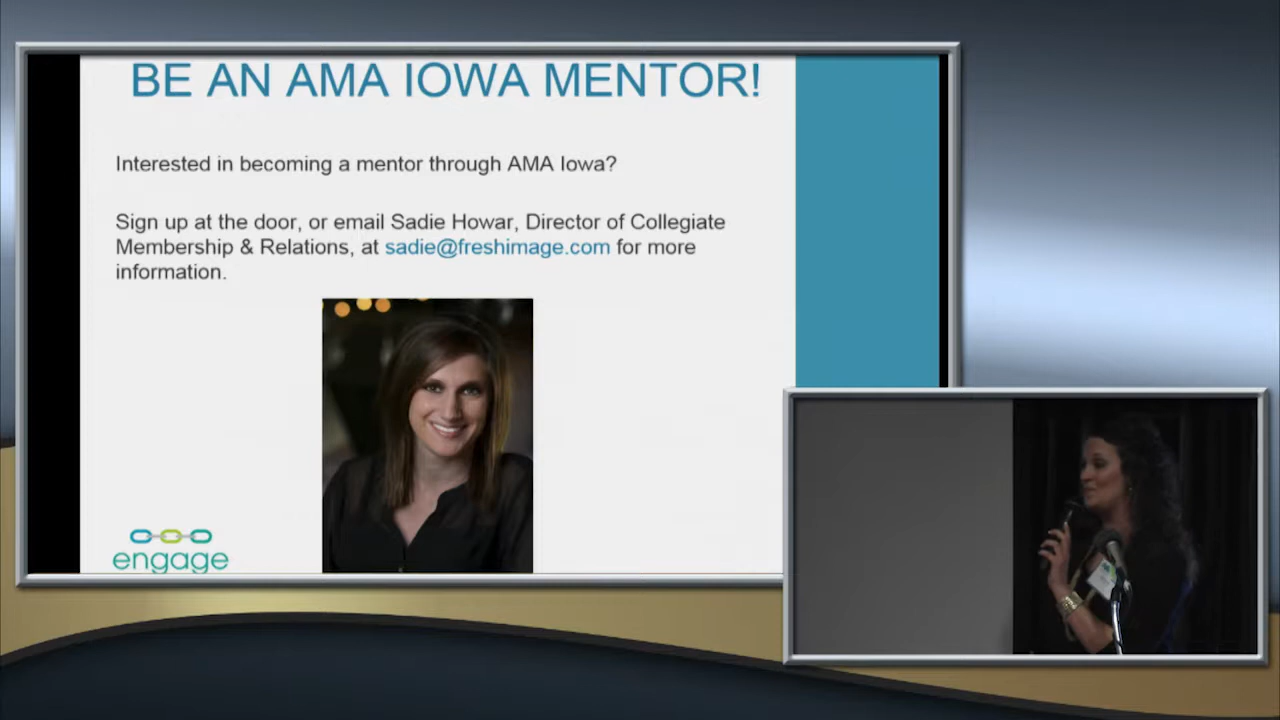 BE AN AMA IOWA MENTOR!
Interested in becoming a mentor through AMA Iowa?
Sign up at the door, or email Sadie Howar, Director of Collegiate
Membership & Relations, at sadie@freshimage.com for more
information.
engage